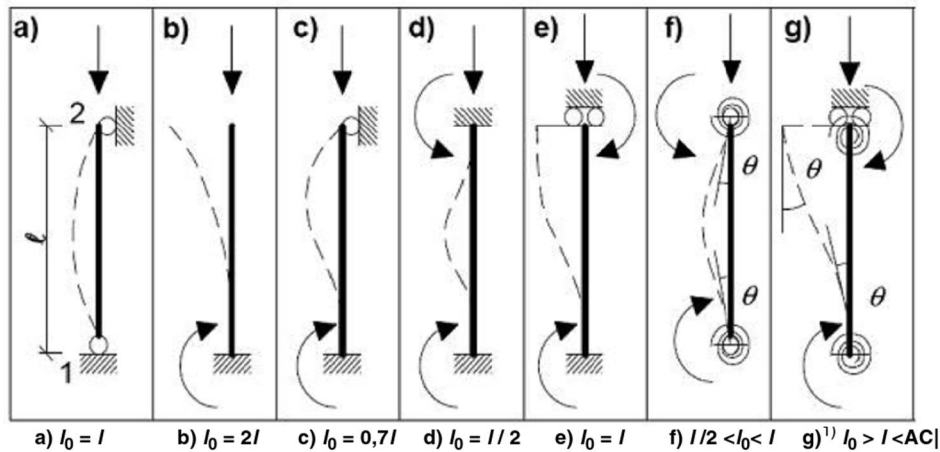 a) b) c) d) e) f) g)
2
θ θ
ℓ
θ θ
1
a) l₀ = l b) l₀ = 2l c) l₀ = 0,7l d) l₀ = l / 2 e) l₀ = l f) l /2 <l₀< l g)¹⁾ l₀ > l <AC|